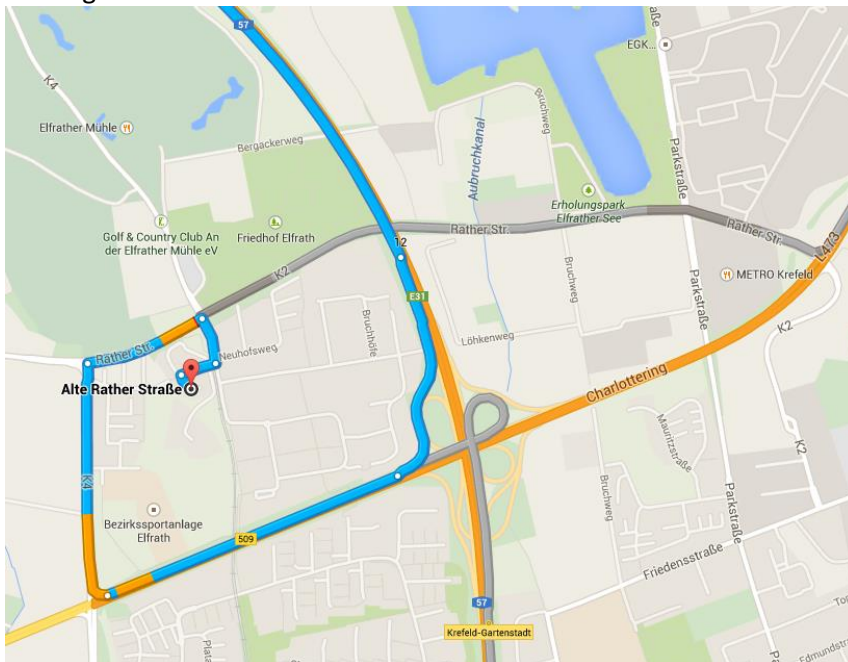 57
K4
EGK...
Parkstraße
Elfrather Mühle
Bergackerweg
Bruchweg
Aubruchkanal
Parkstraße
Erholungspark
Elfrather See
Golf & Country Club An
der Elfrather Mühle eV
Friedhof Elfrath
Rather Str.
Rather Str.
L473
12
K2
METRO Krefeld
E31
Bruchweg
Parkstraße
K2
Rather Str.
Neuhofsweg
Bruchhöfe
Löhkenweg
Alte Rather Straße
Charlottering
Mauritzstraße
K2
K4
Bruchweg
Parkstraße
Bezirkssportanlage
Elfrath
509
Friedensstraße
57
Krefeld-Gartenstadt
Edmundstra